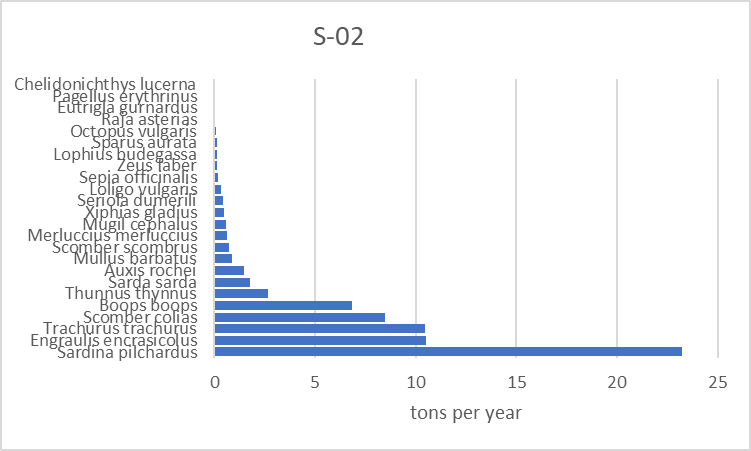 S-02
Chelidonichthys lucerna
Pagellus erythrinus
Eutrigla gurnardus
Raja asterias
Octopus vulgaris
Sparus aurata
Lophius budegassa
Zeus faber
Sepia officinalis
Loligo vulgaris
Seriola dumerili
Xiphias gladius
Mugil cephalus
Merluccius merluccius
Scomber scombrus
Mullus barbatus
Auxis rochei
Sarda sarda
Thunnus thynnus
Boops boops
Scomber colias
Trachurus trachurus
Engraulis encrasicolus
Sardina pilchardus
0 5 10 15 20 25
tons per year